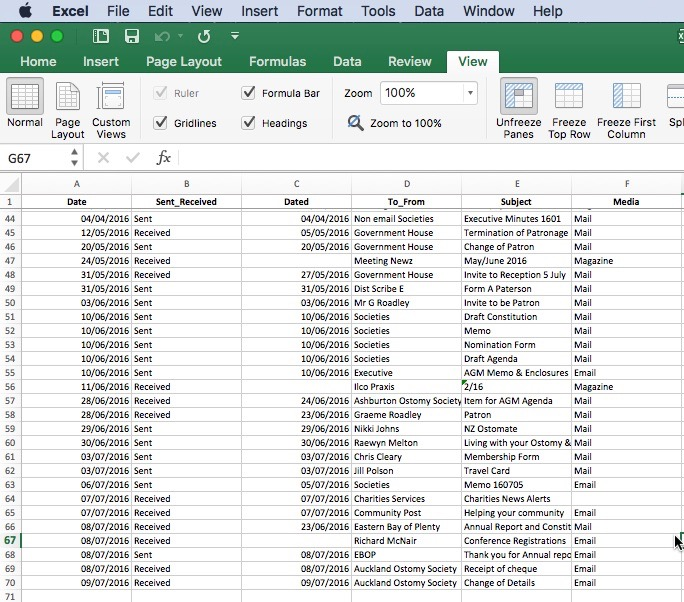 Excel File Edit View Insert Format Tools Data Window Help
Home Insert Page Layout Formulas Data Review View
Normal Page Layout Custom Views Ruler Gridlines Formula Bar Headings Zoom 100% Zoom to 100% Unfreeze Panes Freeze Top Row Freeze First Column
G67 fx
A B C D E F
1 Date Sent_Received Dated To_From Subject Media
44 04/04/2016 Sent 04/04/2016 Non email Societies Executive Minutes 1601 Mail
45 12/05/2016 Received 05/05/2016 Government House Termination of Patronage Mail
46 20/05/2016 Sent 20/05/2016 Government House Change of Patron Mail
47 24/05/2016 Received Meeting Newz May/June 2016 Magazine
48 31/05/2016 Received 27/05/2016 Government House Invite to Reception 5 July Mail
49 31/05/2016 Sent 31/05/2016 Dist Scribe E Form A Paterson Mail
50 03/06/2016 Sent 03/06/2016 Mr G Roadley Invite to be Patron Mail
51 10/06/2016 Sent 10/06/2016 Societies Draft Constitution Mail
52 10/06/2016 Sent 10/06/2016 Societies Memo Mail
53 10/06/2016 Sent 10/06/2016 Societies Nomination Form Mail
54 10/06/2016 Sent 10/06/2016 Societies Draft Agenda Mail
55 10/06/2016 Sent 10/06/2016 Executive AGM Memo & Enclosures Email
56 11/06/2016 Received Ilco Praxis 2/16 Magazine
57 28/06/2016 Received 24/06/2016 Ashburton Ostomy Society Item for AGM Agenda Mail
58 28/06/2016 Received 23/06/2016 Graeme Roadley Patron Mail
59 29/06/2016 Sent 29/06/2016 Nikki Johns NZ Ostomate Mail
60 30/06/2016 Sent 30/06/2016 Raewyn Melton Living with your Ostomy & Mail
61 03/07/2016 Sent 03/07/2016 Chris Cleary Membership Form Mail
62 03/07/2016 Sent 03/07/2016 Jill Polson Travel Card Mail
63 05/07/2016 Sent 03/07/2016 Societies Memo 160705 Email
64 07/07/2016 Received 07/07/2016 Charities Services Charities News Alerts
65 07/07/2016 Received 07/07/2016 Community Post Helping your community Email
66 08/07/2016 Received 23/06/2016 Eastern Bay of Plenty Annual Report and Constit Mail
67 08/07/2016 Received Richard McNair Conference Registrations Email
68 08/07/2016 Sent 08/07/2016 EBOP Thank you for Annual repo Email
69 08/07/2016 Received 08/07/2016 Auckland Ostomy Society Receipt of cheque Email
70 09/07/2016 Received 09/07/2016 Auckland Ostomy Society Change of Details Email
71